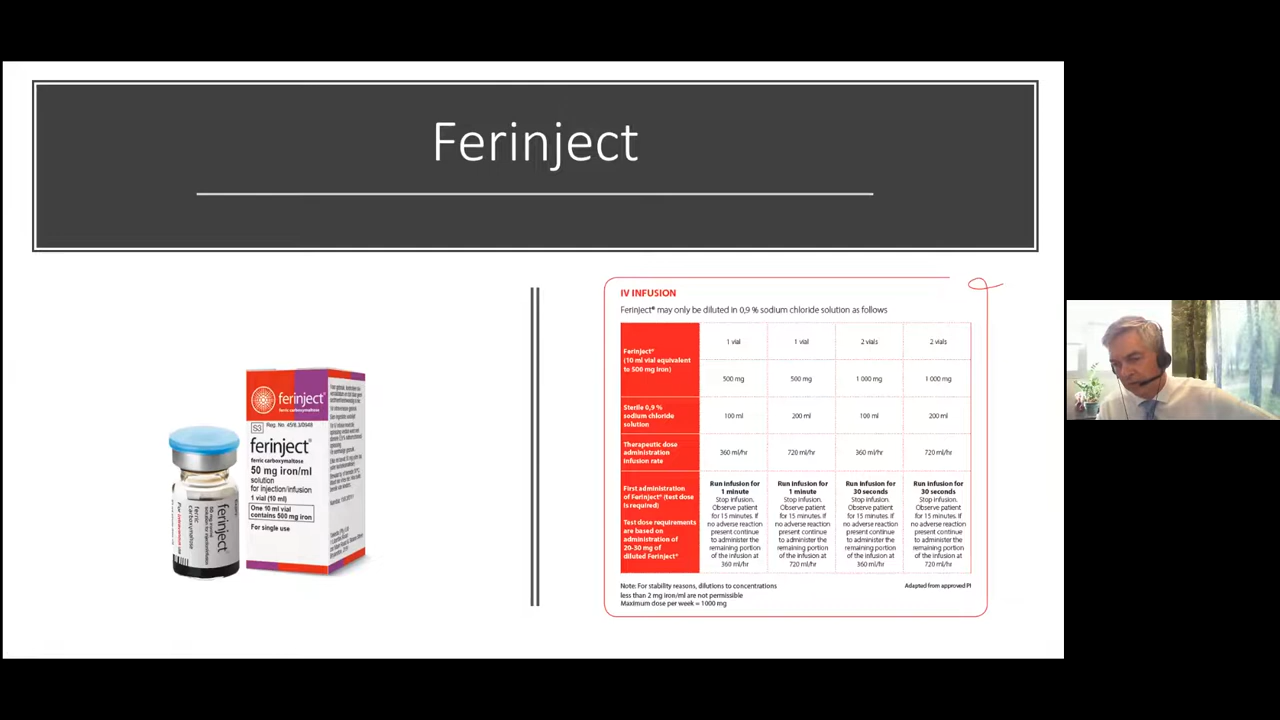 Ferinject
ferinject®
ferric carboxymaltose
S3
Reg. No. 45/8.3/0948
ferinject®
ferric carboxymaltose
50 mg iron/ml
solution
for injection/infusion
1 vial (10 ml)
One 10 ml vial
contains 500 mg iron
For single use
ferinject®
IV INFUSION
Ferinject® may only be diluted in 0,9 % sodium chloride solution as follows
Ferinject®
(10 ml vial equivalent
to 500 mg iron)
1 vial
1 vial
2 vials
2 vials
500 mg
500 mg
1 000 mg
1 000 mg
Sterile 0,9 %
sodium chloride
solution
100 ml
200 ml
100 ml
200 ml
Therapeutic dose
administration
infusion rate
360 ml/hr
720 ml/hr
360 ml/hr
720 ml/hr
First administration
of Ferinject® (test dose
is required)
Test dose requirements
are based on
administration of
20-30 mg of
diluted Ferinject®
Run infusion for
1 minute
Stop infusion.
Observe patient
for 15 minutes. If
no adverse reaction
present continue
to administer the
remaining portion
of the infusion at
360 ml/hr
Run infusion for
1 minute
Stop infusion.
Observe patient
for 15 minutes. If
no adverse reaction
present continue
to administer the
remaining portion
of the infusion at
720 ml/hr
Run infusion for
30 seconds
Stop infusion.
Observe patient
for 15 minutes. If
no adverse reaction
present continue
to administer the
remaining portion
of the infusion at
360 ml/hr
Run infusion for
30 seconds
Stop infusion.
Observe patient
for 15 minutes. If
no adverse reaction
present continue
to administer the
remaining portion
of the infusion at
720 ml/hr
Note: For stability reasons, dilutions to concentrations
less than 2 mg iron/ml are not permissible
Maximum dose per week = 1000 mg
Adapted from approved PI